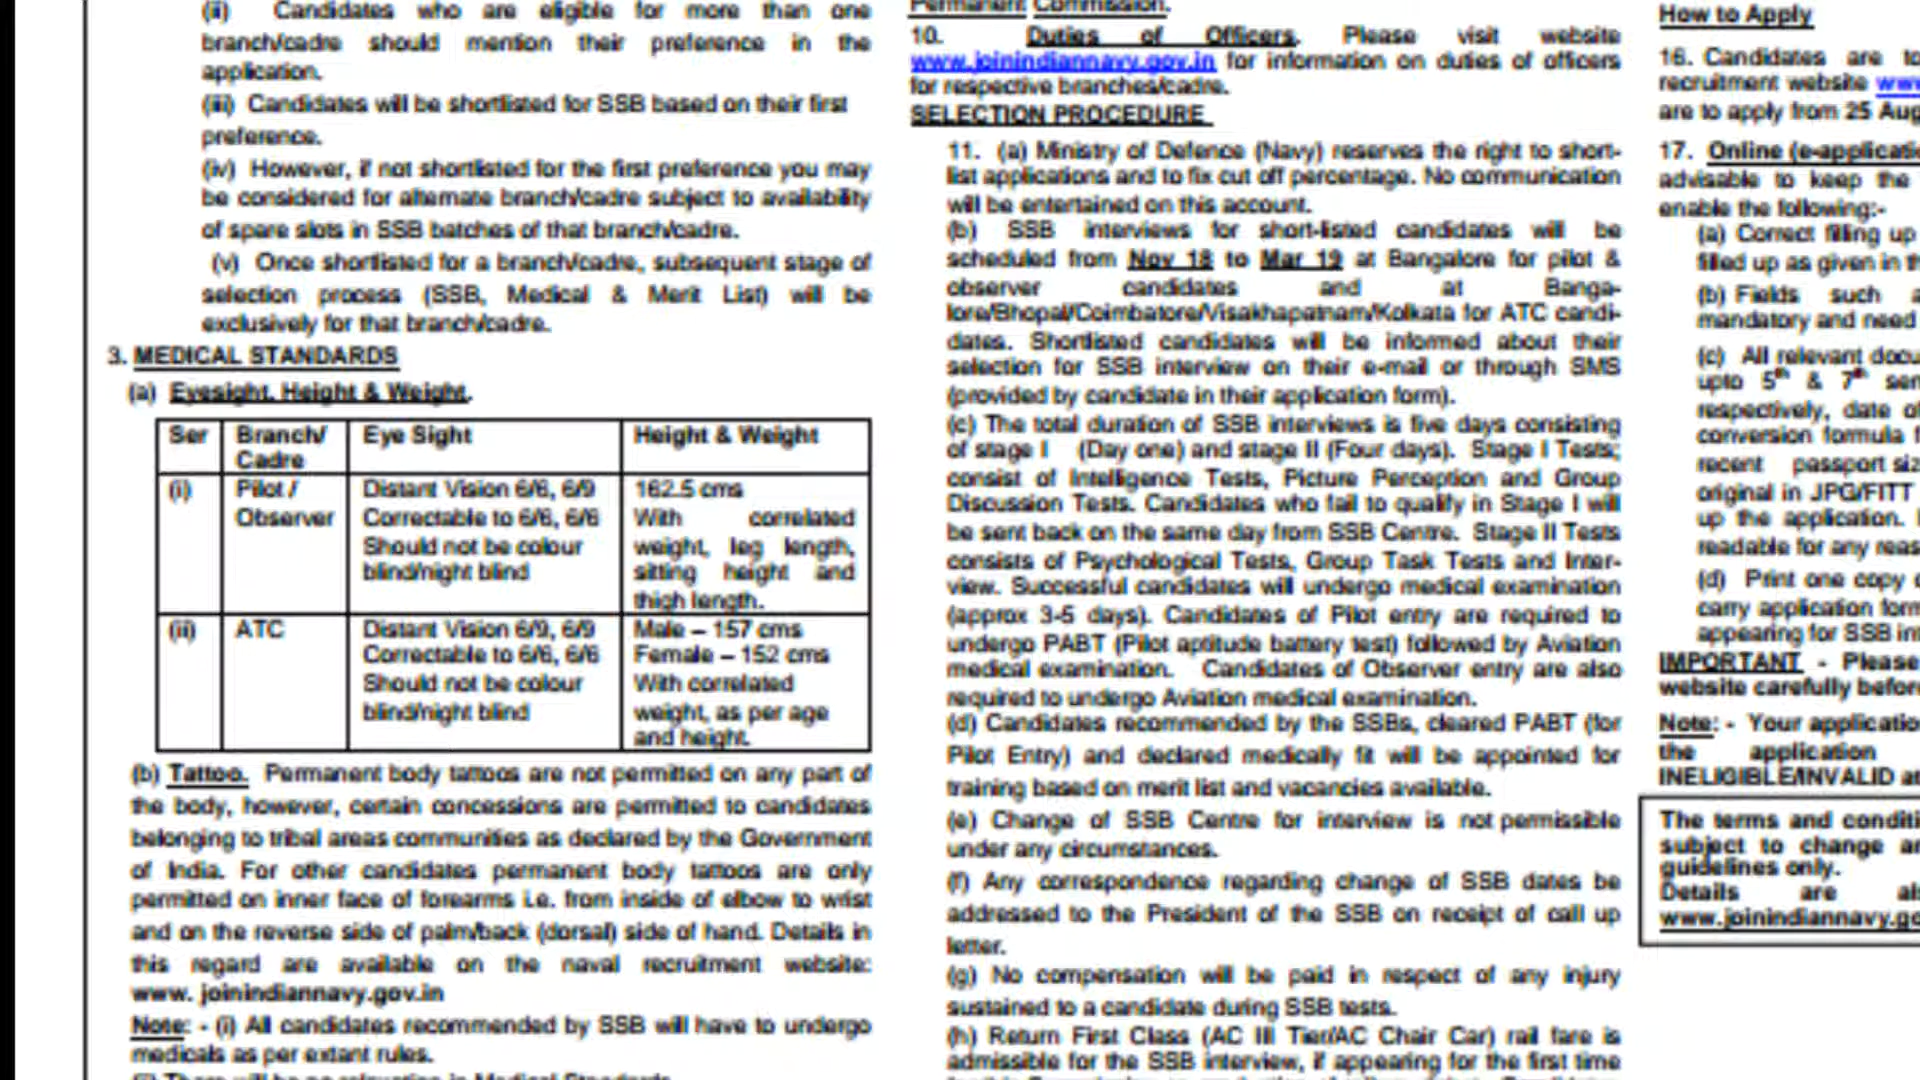 (ii) Candidates who are eligible for more than one
branch/cadre should mention their preference in the
application.
(iii) Candidates will be shortlisted for SSB based on their first
preference.
(iv) However, if not shortlisted for the first preference you may
be considered for alternate branch/cadre subject to availability
of spare slots in SSB batches of that branch/cadre.
(v) Once shortlisted for a branch/cadre, subsequent stage of
selection process (SSB, Medical & Merit List) will be
exclusively for that branch/cadre.
3. MEDICAL STANDARDS
(a) Eyesight, Height & Weight.
Ser Branch/ Eye Sight Height & Weight
Cadre
(i) Pilot / Distant Vision 6/6, 6/9 162.5 cms
Observer Correctable to 6/6, 6/6 With correlated
Should not be colour weight, leg length,
blind/night blind sitting height and
thigh length.
(ii) ATC Distant Vision 6/9, 6/9 Male – 157 cms
Correctable to 6/6, 6/6 Female – 152 cms
Should not be colour With correlated
blind/night blind weight, as per age
and height.
(b) Tattoo. Permanent body tattoos are not permitted on any part of
the body, however, certain concessions are permitted to candidates
belonging to tribal areas communities as declared by the Government
of India. For other candidates permanent body tattoos are only
permitted on inner face of forearms i.e. from inside of elbow to wrist
and on the reverse side of palm/back (dorsal) side of hand. Details in
this regard are available on the naval recruitment website:
www. joinindiannavy.gov.in
Note: - (i) All candidates recommended by SSB will have to undergo
medicals as per extant rules.
(ii) There will be no relaxation in Medical Standards
Permanent Commission.
10. Duties of Officers. Please visit website
www.joinindiannavy.gov.in for information on duties of officers
for respective branches/cadre.
SELECTION PROCEDURE
11. (a) Ministry of Defence (Navy) reserves the right to short-
list applications and to fix cut off percentage. No communication
will be entertained on this account.
(b) SSB interviews for short-listed candidates will be
scheduled from Nov 18 to Mar 19 at Bangalore for pilot &
observer candidates and at Banga-
lore/Bhopal/Coimbatore/Visakhapatnam/Kolkata for ATC candi-
dates. Shortlisted candidates will be informed about their
selection for SSB interview on their e-mail or through SMS
(provided by candidate in their application form).
(c) The total duration of SSB interviews is five days consisting
of stage I (Day one) and stage II (Four days). Stage I Tests;
consist of Intelligence Tests, Picture Perception and Group
Discussion Tests. Candidates who fail to qualify in Stage I will
be sent back on the same day from SSB Centre. Stage II Tests
consists of Psychological Tests, Group Task Tests and Inter-
view. Successful candidates will undergo medical examination
(approx 3-5 days). Candidates of Pilot entry are required to
undergo PABT (Pilot aptitude battery test) followed by Aviation
medical examination. Candidates of Observer entry are also
required to undergo Aviation medical examination.
(d) Candidates recommended by the SSBs, cleared PABT (for
Pilot Entry) and declared medically fit will be appointed for
training based on merit list and vacancies available.
(e) Change of SSB Centre for interview is not permissible
under any circumstances.
(f) Any correspondence regarding change of SSB dates be
addressed to the President of the SSB on receipt of call up
letter.
(g) No compensation will be paid in respect of any injury
sustained to a candidate during SSB tests.
(h) Return First Class (AC III Tier/AC Chair Car) rail fare is
admissible for the SSB interview, if appearing for the first time
How to Apply
16. Candidates are to
recruitment website www
are to apply from 25 Aug
17. Online (e-applicatio
advisable to keep the
enable the following:-
(a) Correct filling up
filled up as given in th
(b) Fields such a
mandatory and need
(c) All relevant docu
upto 5th & 7th sem
respectively, date of
conversion formula f
recent passport siz
original in JPG/FITT
up the application.
readable for any reas
(d) Print one copy o
carry application form
appearing for SSB int
IMPORTANT - Please
website carefully before
Note: - Your applicatio
the application
INELIGIBLE/INVALID at
The terms and conditi
subject to change an
guidelines only.
Details are als
www.joinindiannavy.go